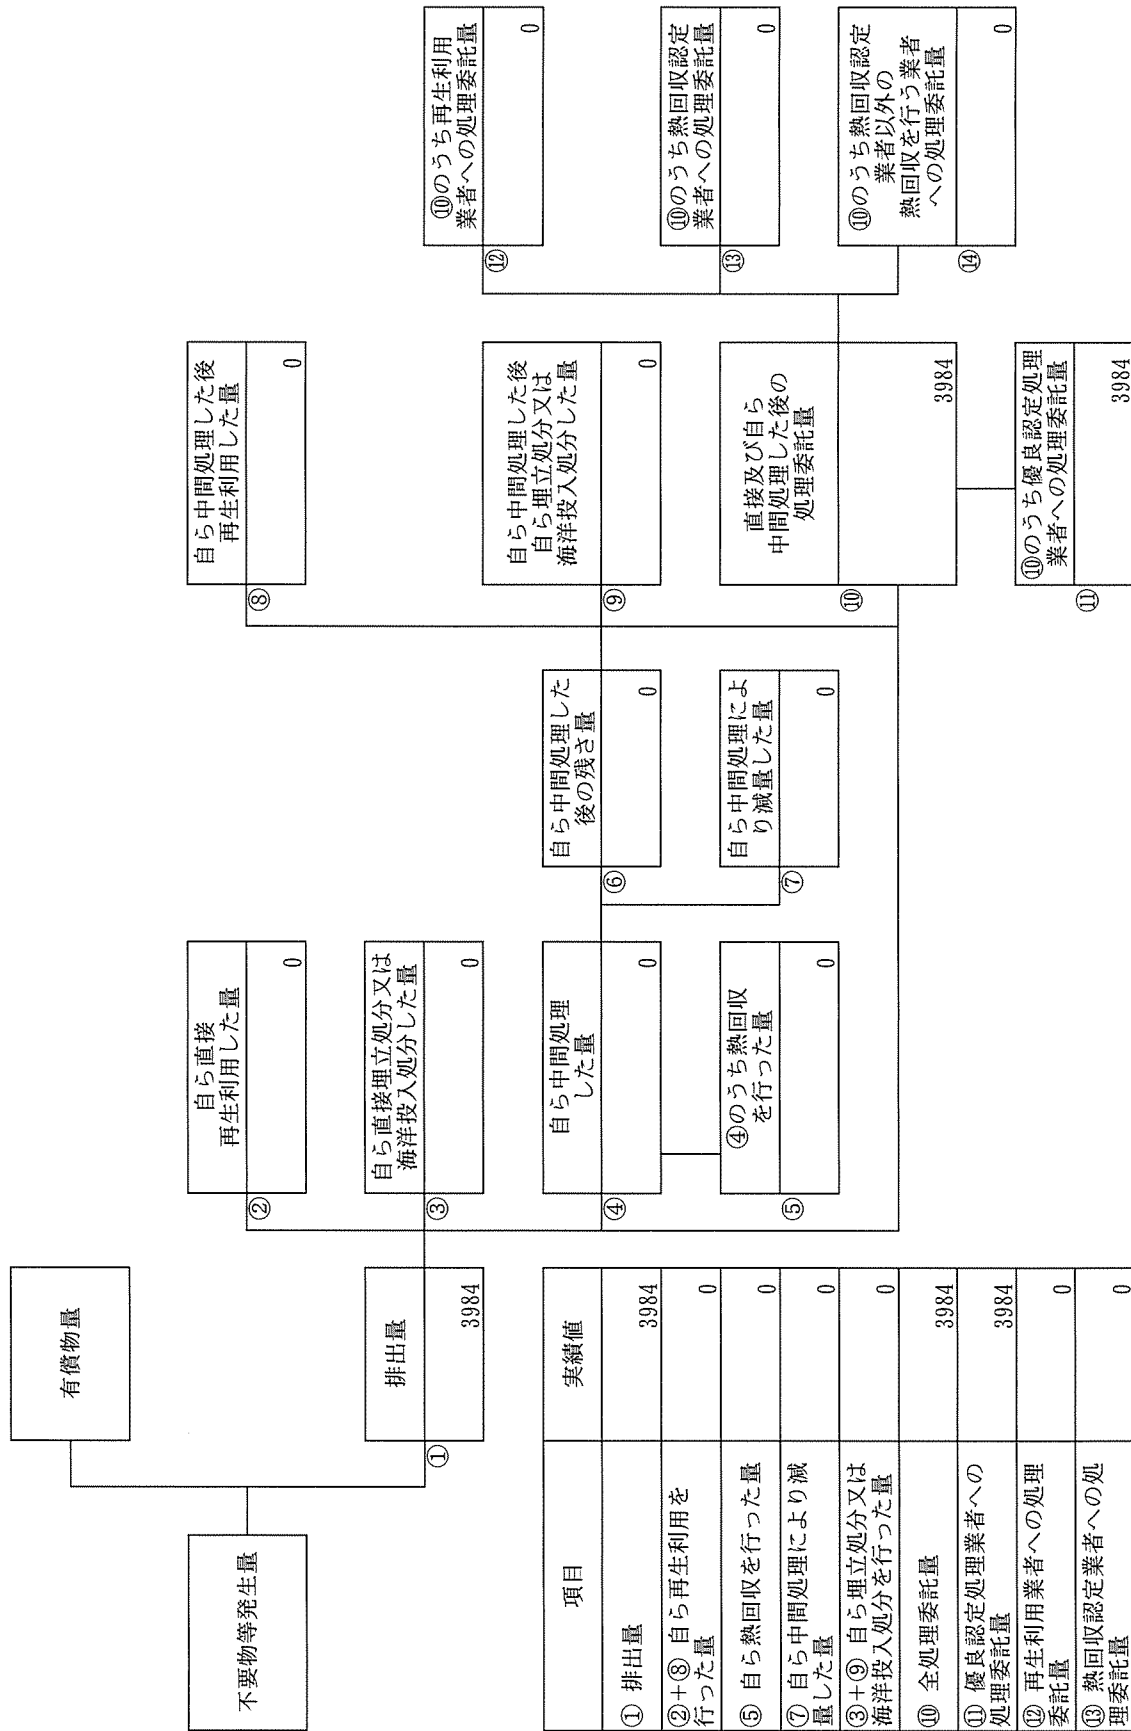 不要物等発生量
有償物量
①
排出量
3984
②
自ら直接
再生利用した量
0
③
自ら直接埋立処分又は
海洋投入処分した量
0
④
自ら中間処理
した量
0
⑤
④のうち熱回収
を行った量
0
⑥
自ら中間処理した
後の残さ量
0
⑦
自ら中間処理によ
り減量した量
0
⑧
自ら中間処理した後
再生利用した量
0
⑨
自ら中間処理した後
自ら埋立処分又は
海洋投入処分した量
0
⑩
直接及び自ら
中間処理した後の
処理委託量
3984
⑪
⑩のうち優良認定処理
業者への処理委託量
3984
⑫
⑩のうち再生利用
業者への処理委託量
0
⑬
⑩のうち熱回収認定
業者への処理委託量
0
⑭
⑩のうち熱回収認定
業者以外の
熱回収を行う業者
への処理委託量
0
項目 実績値
① 排出量 3984
②+⑧ 自ら再生利用を
行った量 0
⑤ 自ら熱回収を行った量 0
⑦ 自ら中間処理により減
量した量 0
③+⑨ 自ら埋立処分又は
海洋投入処分を行った量 0
⑩ 全処理委託量 3984
⑪ 優良認定処理業者への
処理委託量 3984
⑫ 再生利用業者への処理
委託量 0
⑬ 熱回収認定業者への処
理委託量 0